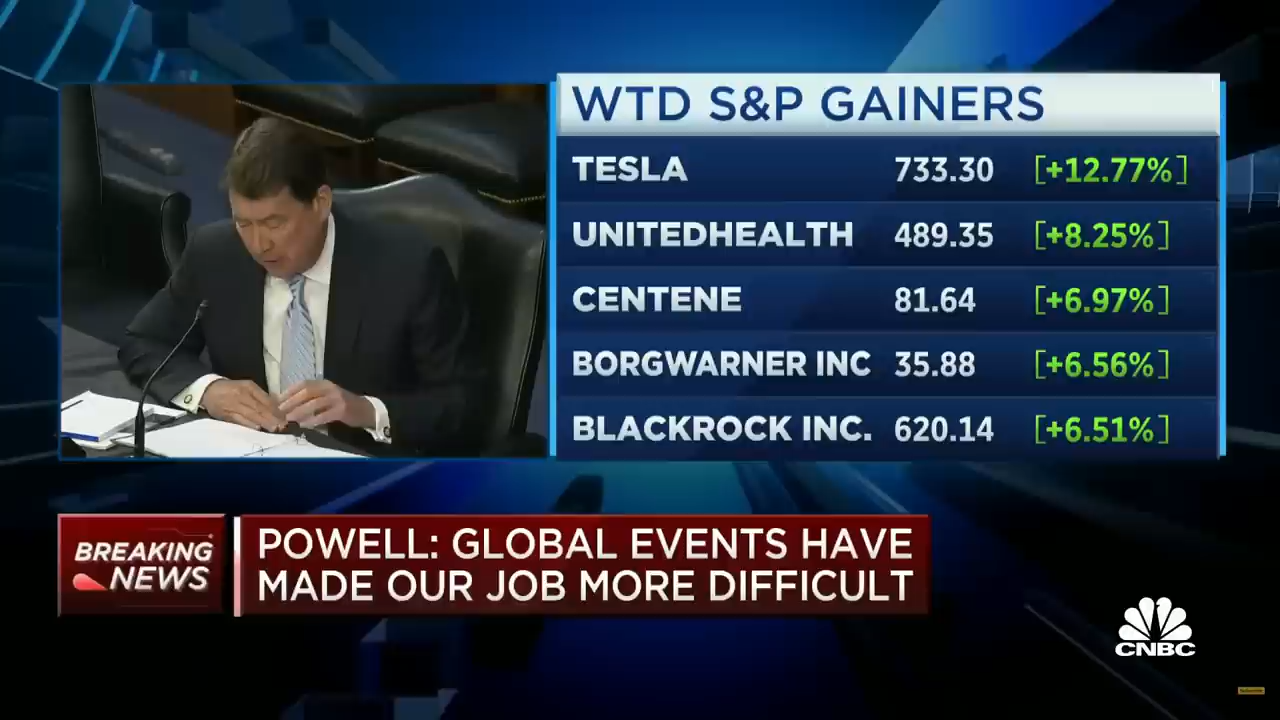 WTD S&P GAINERS
TESLA 733.30 [+12.77%]
UNITEDHEALTH 489.35 [+8.25%]
CENTENE 81.64 [+6.97%]
BORGWARNER INC 35.88 [+6.56%]
BLACKROCK INC. 620.14 [+6.51%]
BREAKING
NEWS
POWELL: GLOBAL EVENTS HAVE
MADE OUR JOB MORE DIFFICULT
CNBC